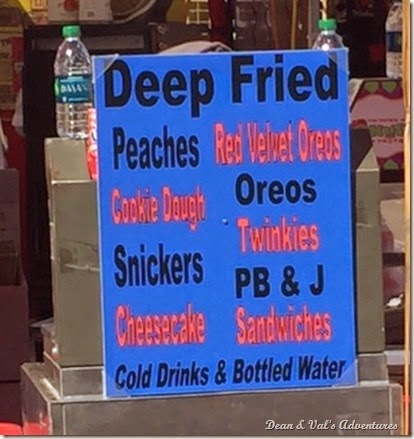 Deep Fried
Peaches
Cookie Dough
Snickers
Cheesecake
Red Velvet Oreos
Oreos
Twinkies
PB & J
Sandwiches
Cold Drinks & Bottled Water
DASANI
Dean & Val's Adventures